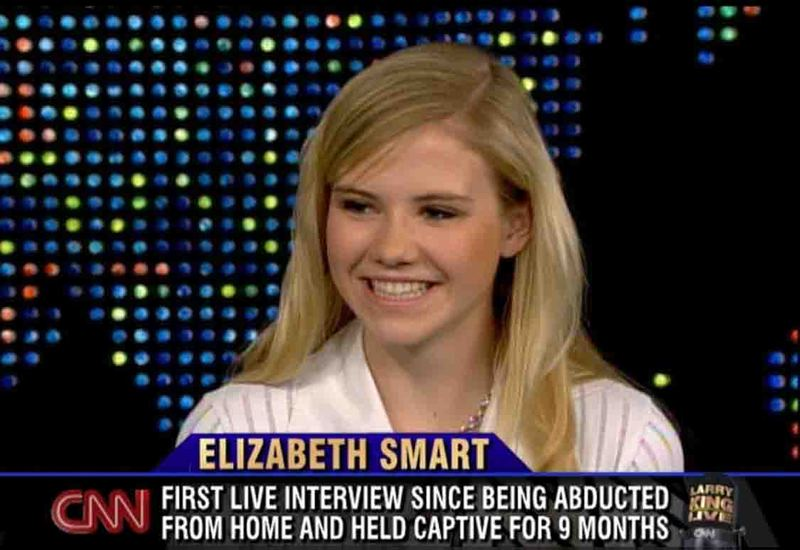 ELIZABETH SMART
CNN
FIRST LIVE INTERVIEW SINCE BEING ABDUCTED
FROM HOME AND HELD CAPTIVE FOR 9 MONTHS
LARRY
KING
LIVE
CNN